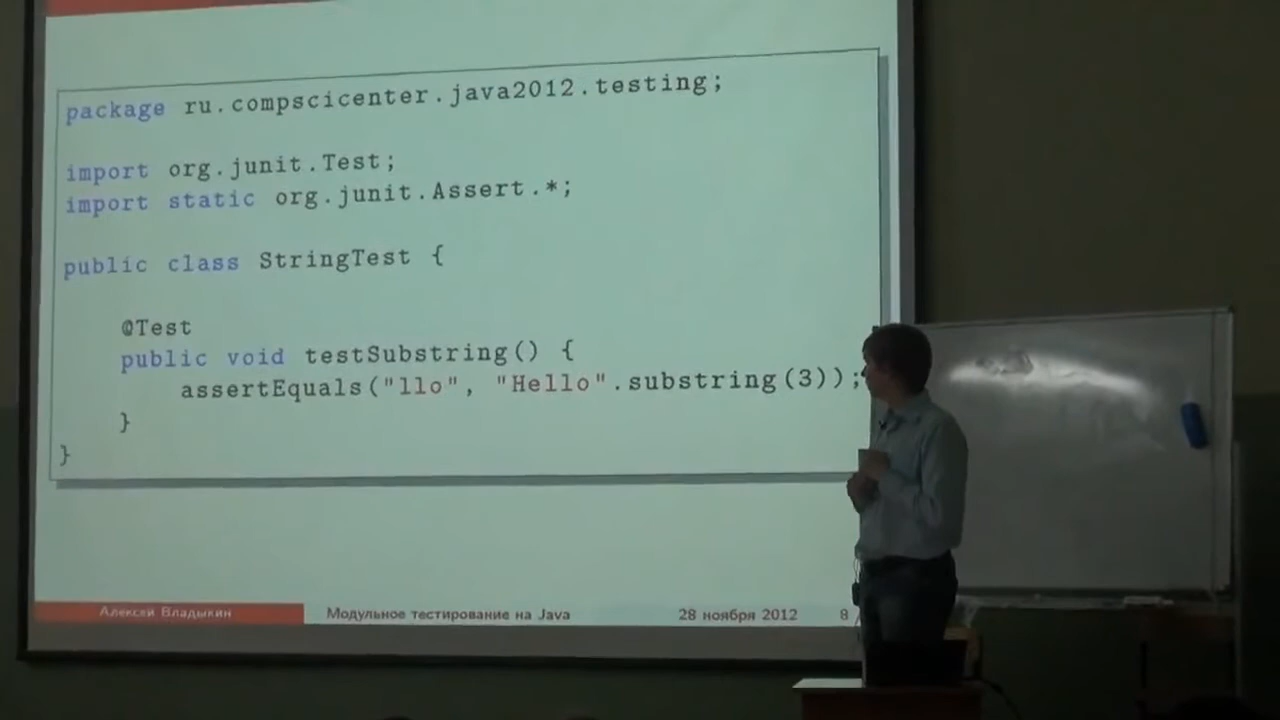 package ru.compscicenter.java2012.testing;
import org.junit.Test;
import static org.junit.Assert.*;
public class StringTest {
@Test
public void testSubstring() {
assertEquals("llo", "Hello".substring(3));
}
}
Алексей Владыкин Модульное тестирование на Java 28 ноября 2012 8